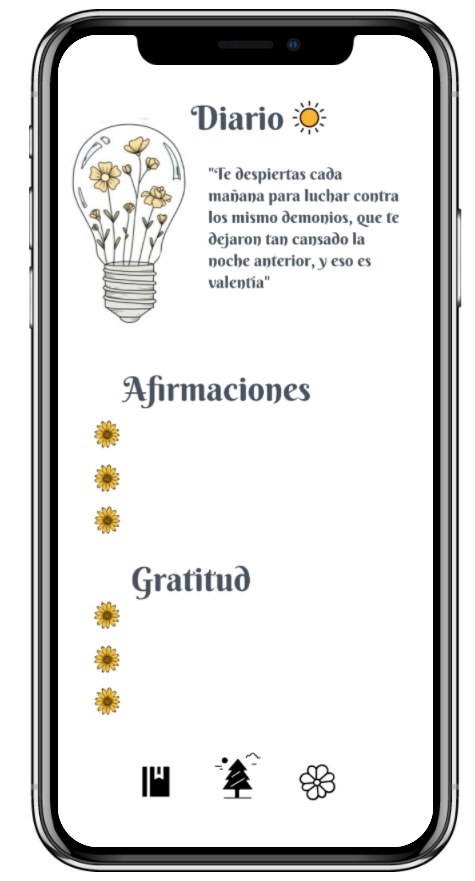 Diario
"Te despiertas cada
mañana para luchar contra
los mismo demonios, que te
dejaron tan cansado la
noche anterior, y eso es
valentía"
Afirmaciones
Gratitud